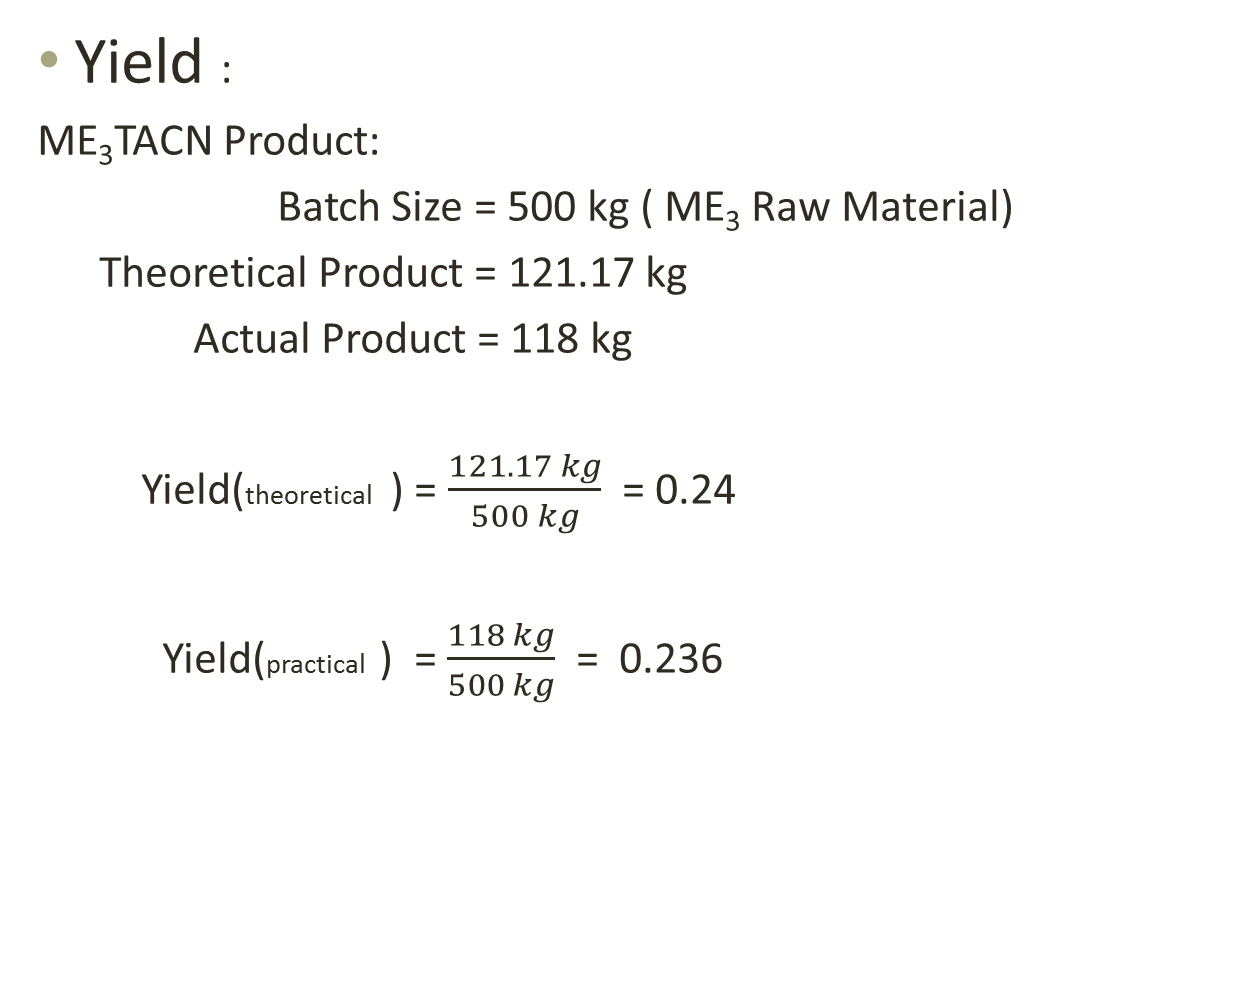 • Yield :
ME₃TACN Product:
Batch Size = 500 kg ( ME₃ Raw Material)
Theoretical Product = 121.17 kg
Actual Product = 118 kg
Yield(theoretical ) = 121.17 kg / 500 kg = 0.24
Yield(practical ) = 118 kg / 500 kg = 0.236